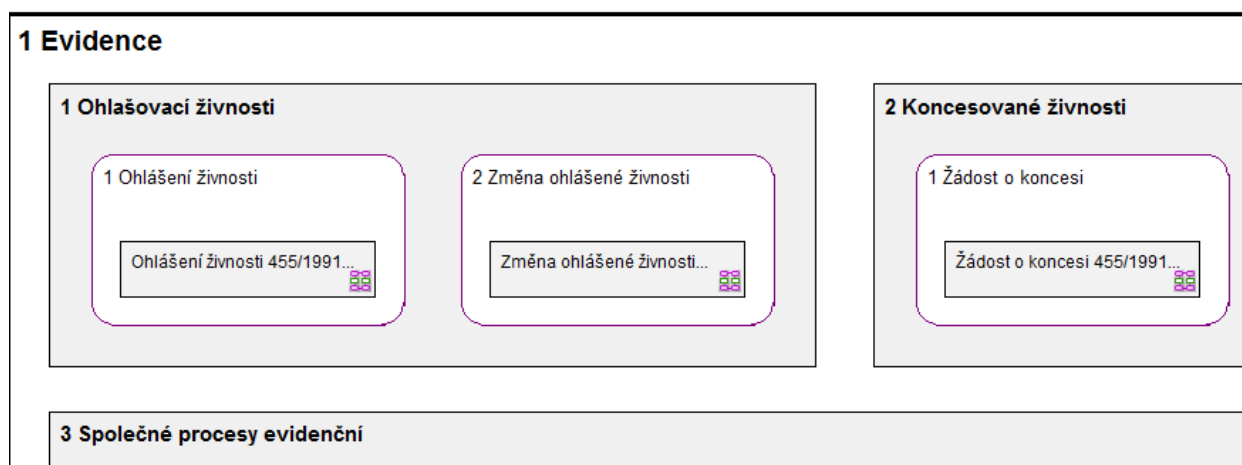 1 Evidence
1 Ohlašovací živnosti
2 Koncesované živnosti
1 Ohlášení živnosti
2 Změna ohlášené živnosti
1 Žádost o koncesi
Ohlášení živnosti 455/1991...
Změna ohlášené živnosti...
Žádost o koncesi 455/1991...
3 Společné procesy evidenční